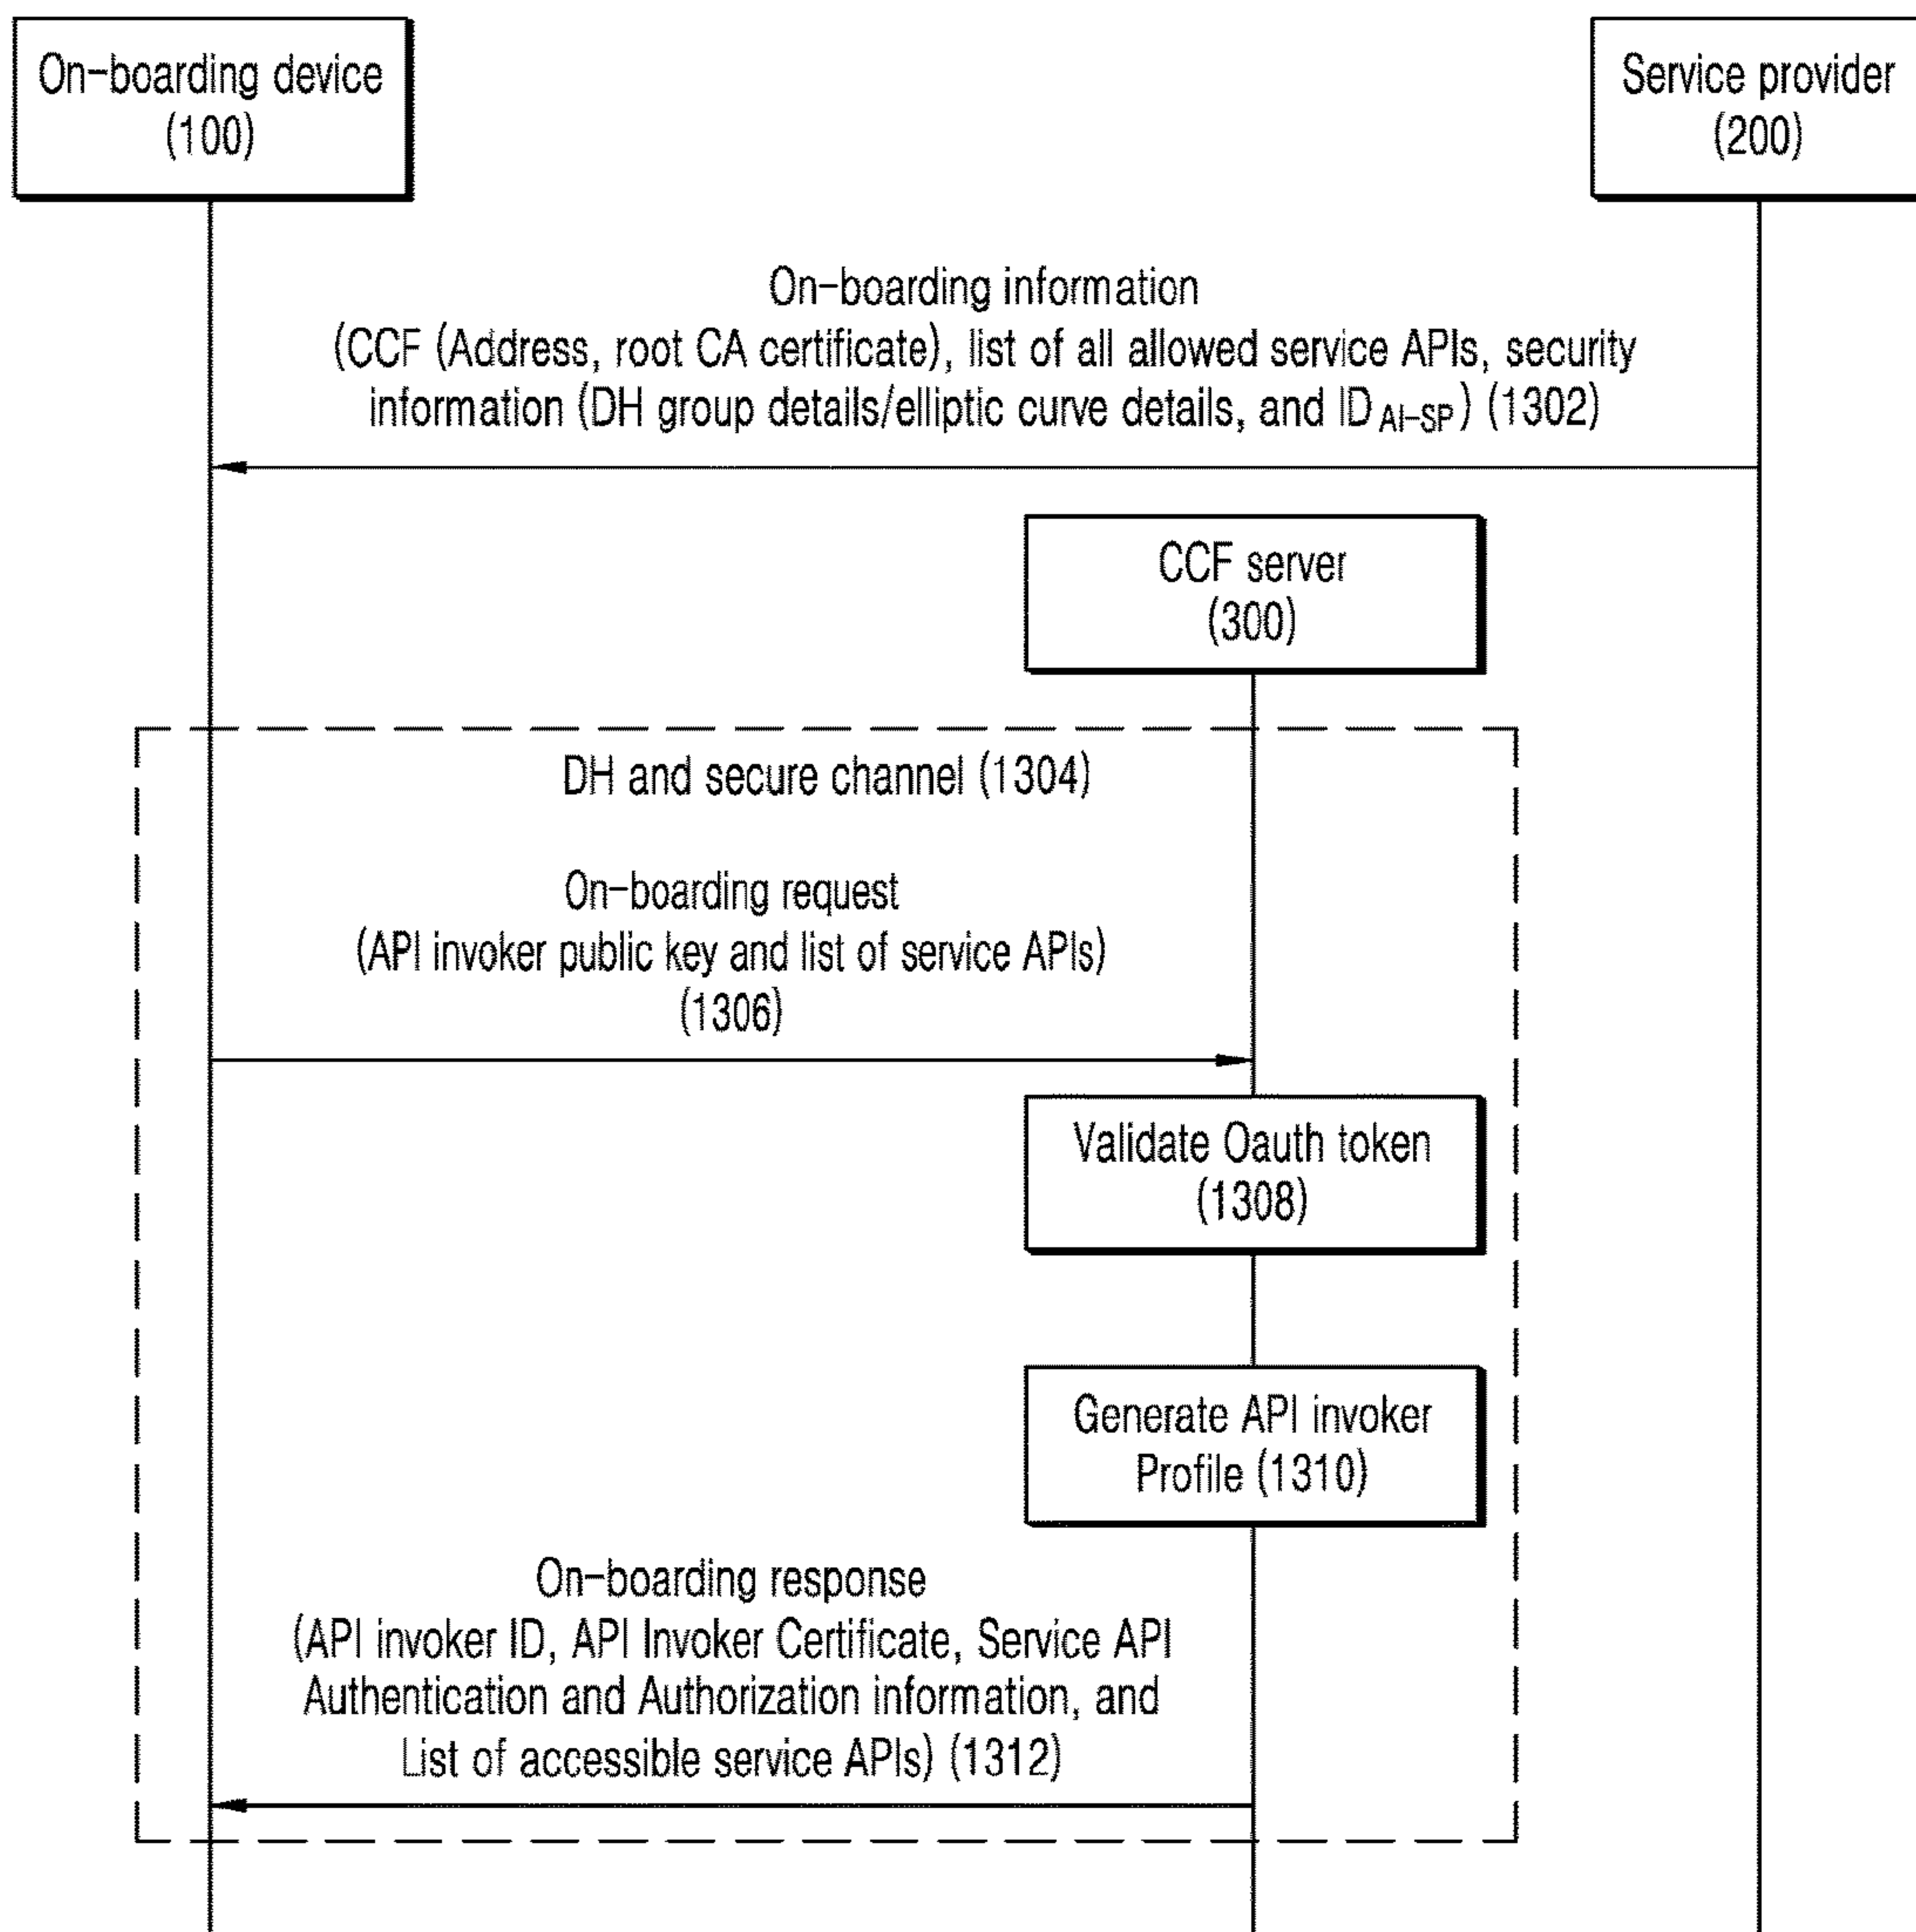 On-boarding device
(100)
Service provider
(200)
On-boarding information
(CCF (Address, root CA certificate), list of all allowed service APIs, security
information (DH group details/elliptic curve details, and ID AI-SP) (1302)
CCF server
(300)
DH and secure channel (1304)
On-boarding request
(API invoker public key and list of service APIs)
(1306)
Validate Oauth token
(1308)
Generate API invoker
Profile (1310)
On-boarding response
(API invoker ID, API Invoker Certificate, Service API
Authentication and Authorization information, and
List of accessible service APIs) (1312)